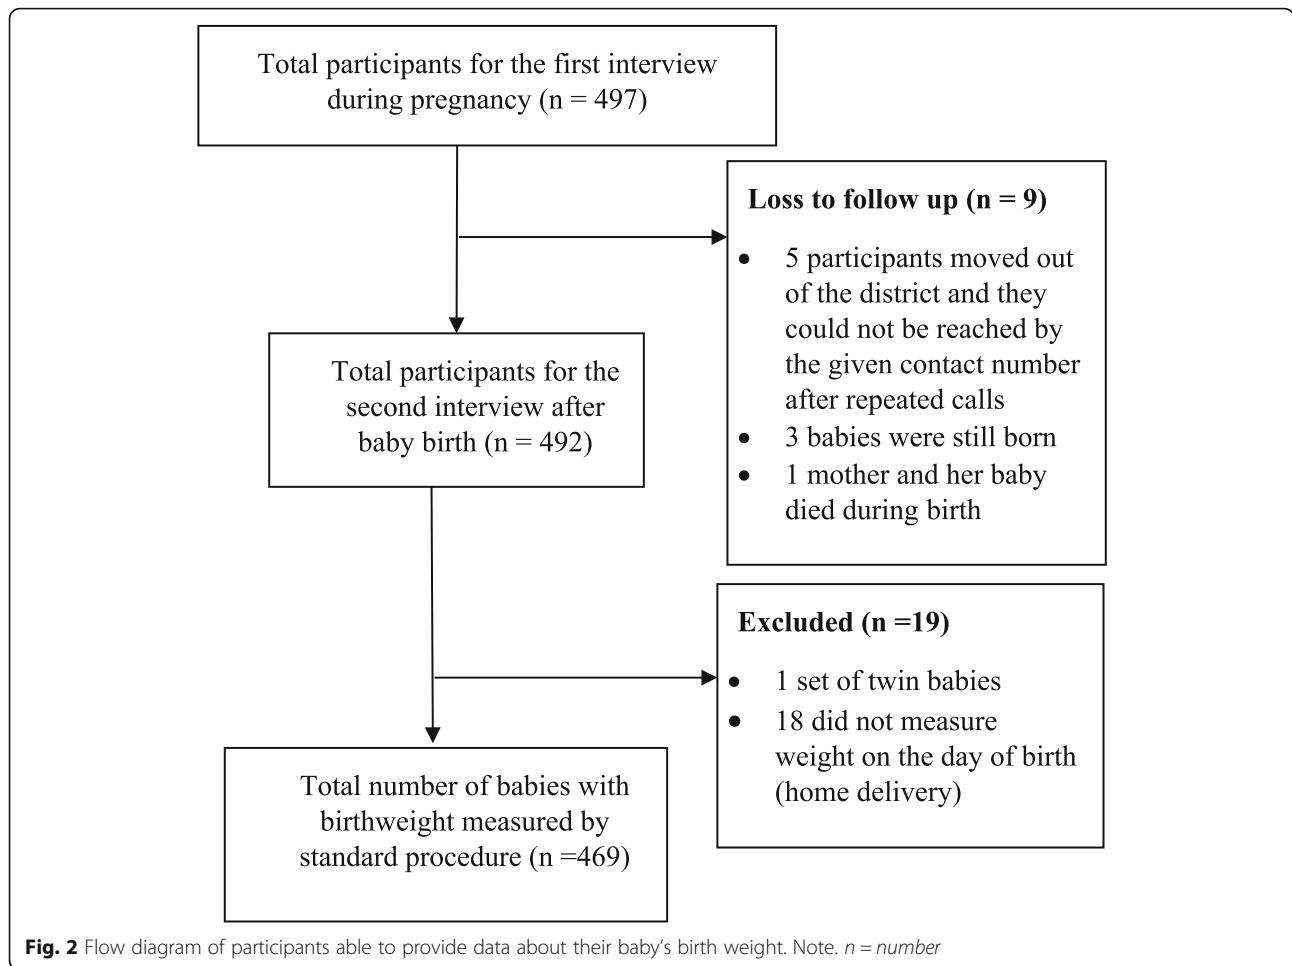 Total participants for the first interview
during pregnancy (n = 497)
Loss to follow up (n = 9)
• 5 participants moved out
of the district and they
could not be reached by
the given contact number
after repeated calls
• 3 babies were still born
• 1 mother and her baby
died during birth
Total participants for the
second interview after
baby birth (n = 492)
Excluded (n =19)
• 1 set of twin babies
• 18 did not measure
weight on the day of birth
(home delivery)
Total number of babies with
birthweight measured by
standard procedure (n =469)
Fig. 2 Flow diagram of participants able to provide data about their baby's birth weight. Note. n = number